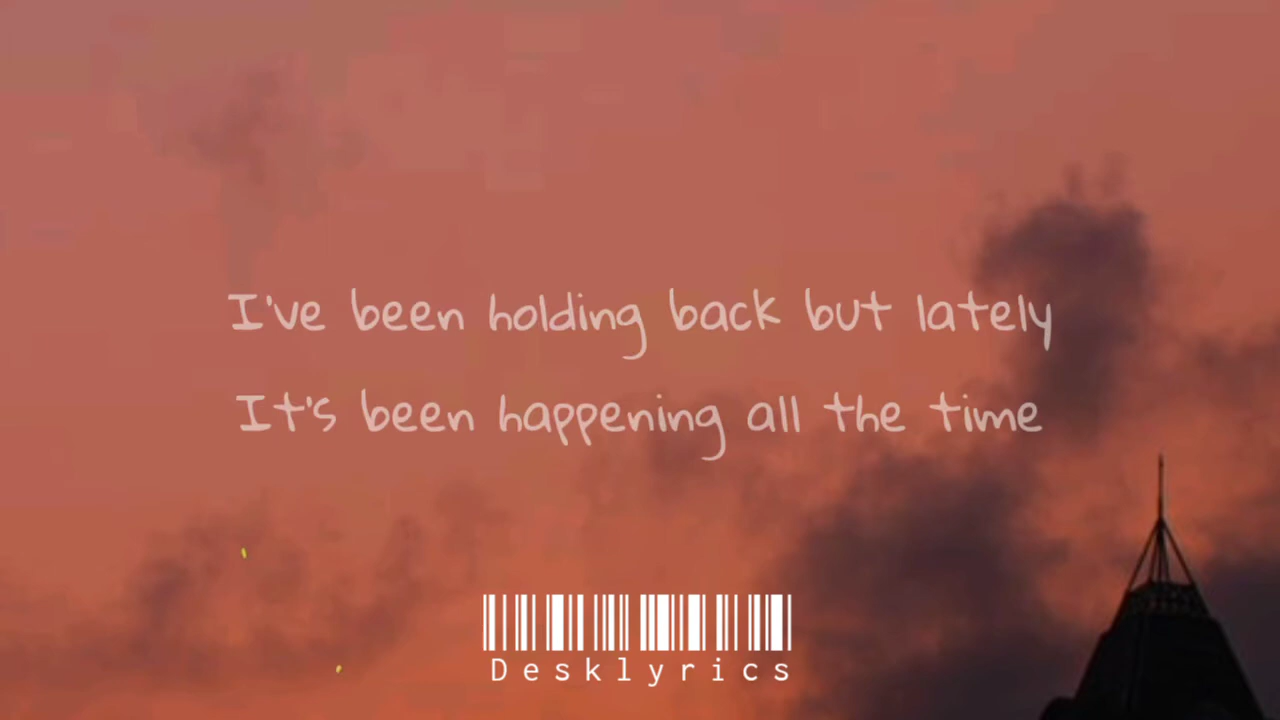 I've been holding back but lately
It's been happening all the time
Desklyrics